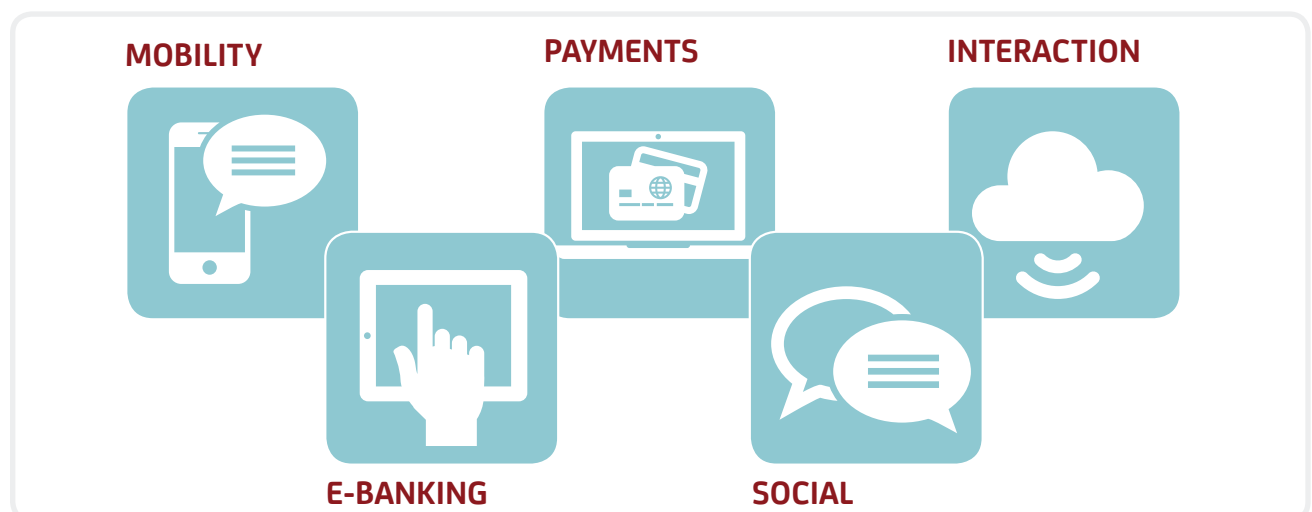 MOBILITY
PAYMENTS
INTERACTION
E-BANKING
SOCIAL